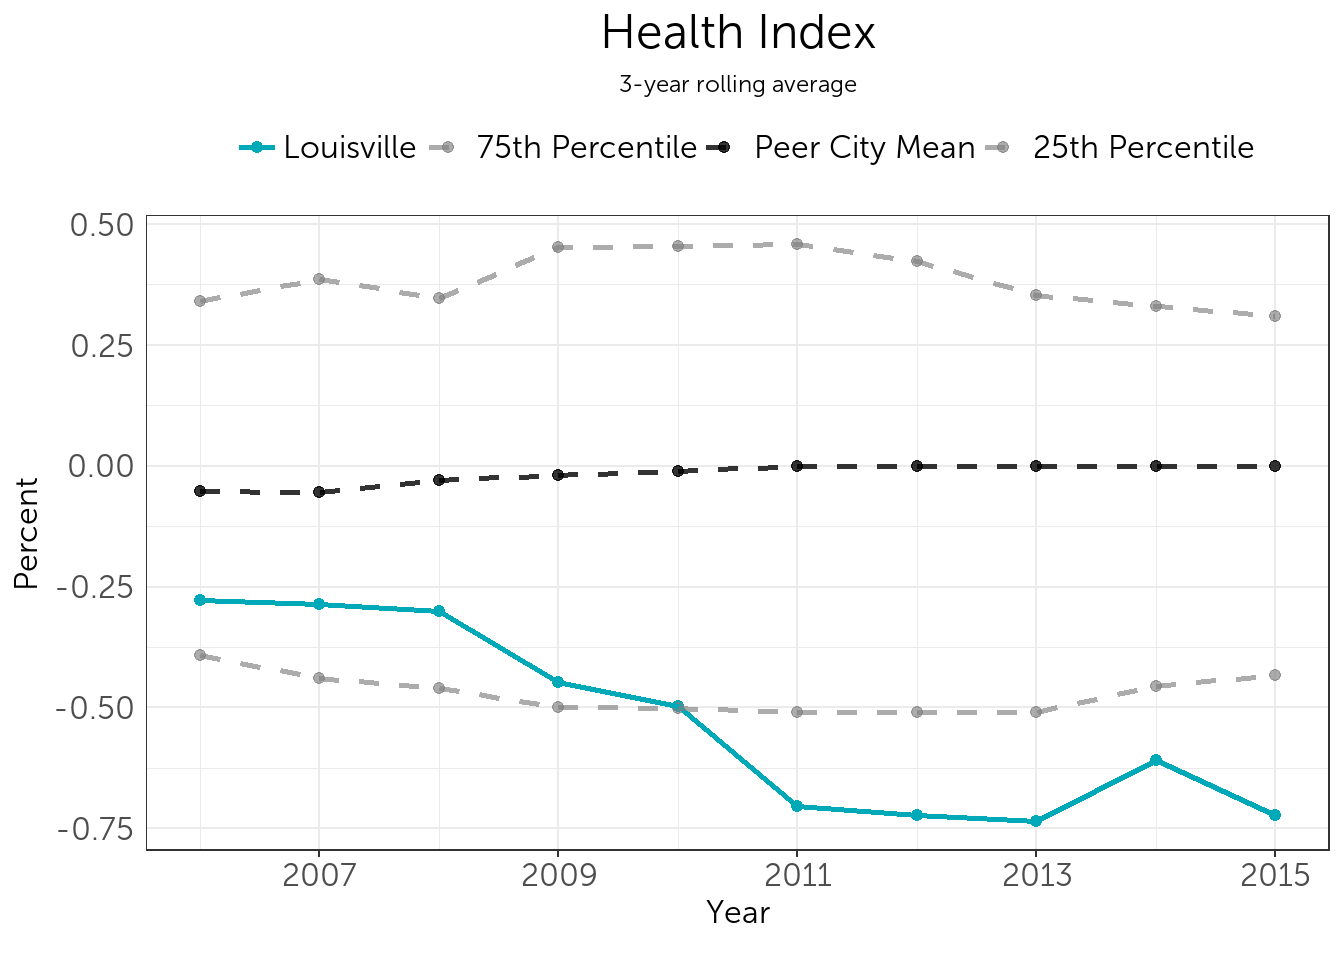 Health Index
3-year rolling average
Louisville 75th Percentile Peer City Mean 25th Percentile
0.50
0.25
0.00
-0.25
-0.50
-0.75
Percent
2007 2009 2011 2013 2015
Year